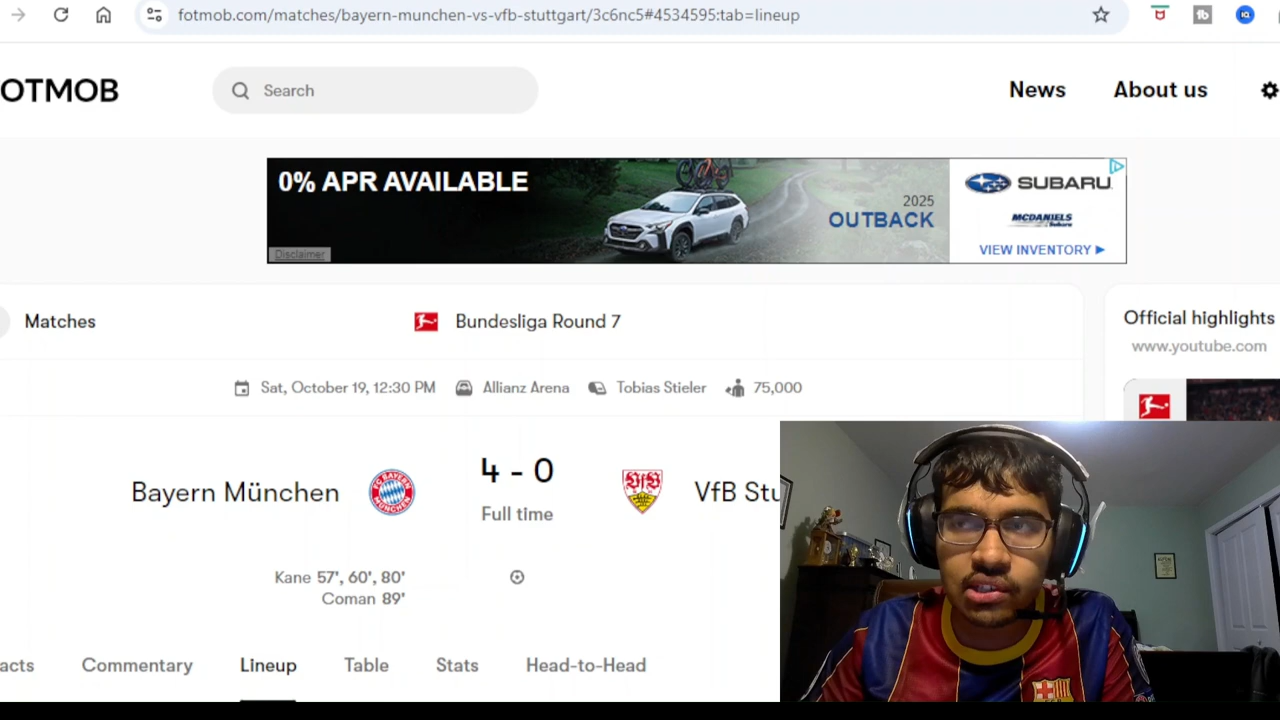 fotmob.com/matches/bayern-munchen-vs-vfb-stuttgart/3c6nc5#4534595:tab=lineup
OTMOB
Search
News
About us
0% APR AVAILABLE
2025
OUTBACK
SUBARU
MCDANIELS
Subaru
VIEW INVENTORY
Disclaimer
Matches
Bundesliga Round 7
Official highlights
www.youtube.com
Sat, October 19, 12:30 PM
Allianz Arena
Tobias Stieler
75,000
Bayern München
4 - 0
VfB Stu
Full time
Kane 57', 60', 80'
Coman 89'
acts
Commentary
Lineup
Table
Stats
Head-to-Head